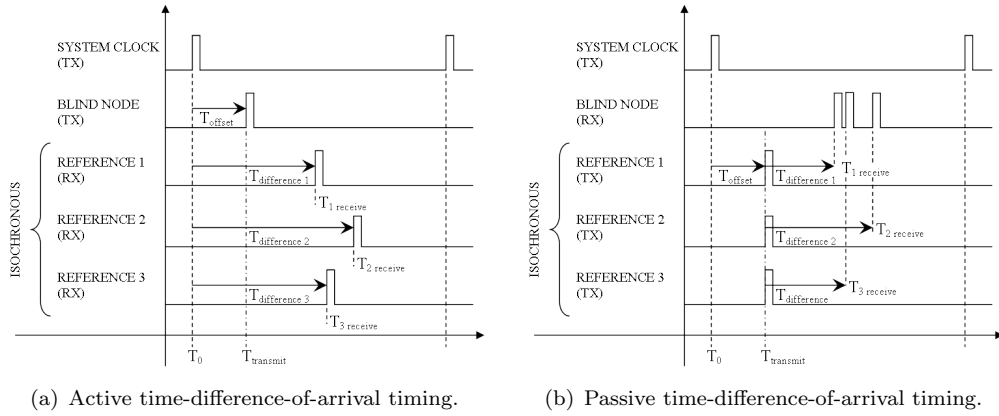 SYSTEM CLOCK
(TX)
BLIND NODE
(TX)
T offset
ISOCHRONOUS
REFERENCE 1
(RX)
T difference 1
T 1 receive
REFERENCE 2
(RX)
T difference 2
T 2 receive
REFERENCE 3
(RX)
T difference 3
T 3 receive
T0
T transmit
(a) Active time-difference-of-arrival timing.
SYSTEM CLOCK
(TX)
BLIND NODE
(RX)
ISOCHRONOUS
REFERENCE 1
(TX)
T offset
T difference 1
T 1 receive
REFERENCE 2
(TX)
T difference 2
T 2 receive
REFERENCE 3
(TX)
T difference
T 3 receive
T0
T transmit
(b) Passive time-difference-of-arrival timing.